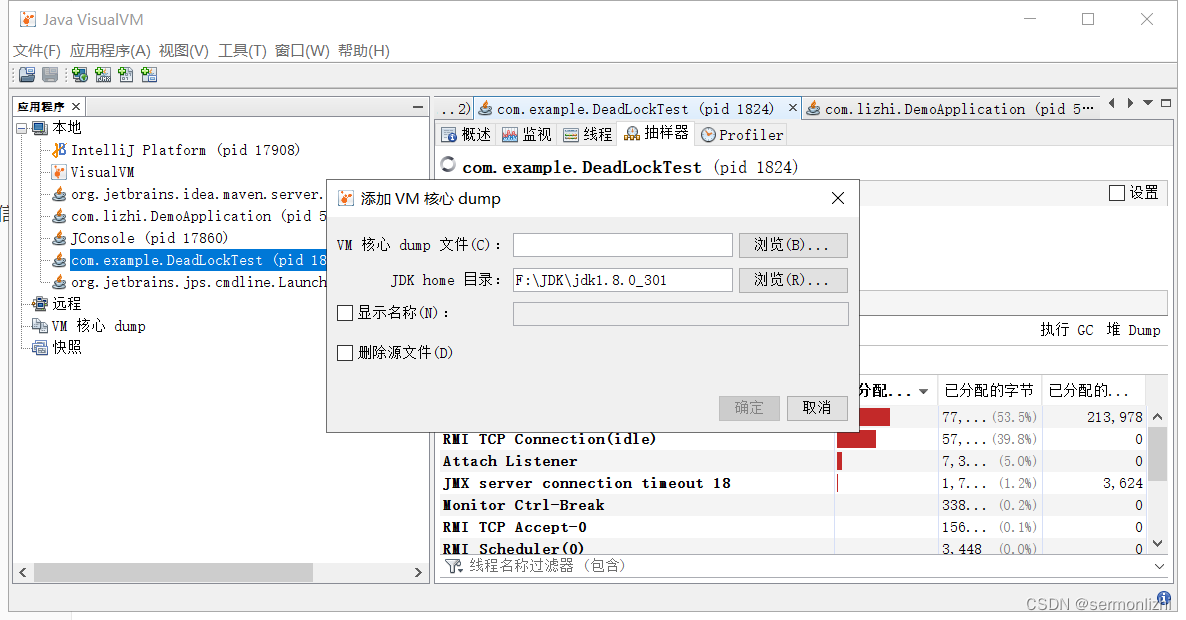 Java VisualVM
文件(F) 应用程序(A) 视图(V) 工具(T) 窗口(W) 帮助(H)
应用程序
本地
IntelliJ Platform (pid 17908)
VisualVM
org.jetbrains.idea.maven.server.
com.lizhi.DemoApplication (pid 5
JConsole (pid 17860)
com.example.DeadLockTest (pid 18
org.jetbrains.jps.cmdline.Launch
远程
VM 核心 dump
快照
..2) com.example.DeadLockTest (pid 1824) com.lizhi.DemoApplication (pid 5...
概述 监视 线程 抽样器 Profiler
com.example.DeadLockTest (pid 1824)
设置
添加 VM 核心 dump
VM 核心 dump 文件(C)： 浏览(B)...
JDK home 目录： F:\JDK\jdk1.8.0_301 浏览(R)...
显示名称(N)：
删除源文件(D)
确定 取消
执行 GC 堆 Dump
分配... 已分配的字节 已分配的...
77,... (53.5%) 213,978
RMI TCP Connection(idle) 57,... (39.8%) 0
Attach Listener 7,3... (5.0%) 0
JMX server connection timeout 18 1,7... (1.2%) 3,624
Monitor Ctrl-Break 338... (0.2%) 0
RMI TCP Accept-0 156... (0.1%) 0
RMI Scheduler(0) 3,448 (0.0%) 0
线程名称过滤器 （包含）
CSDN @sermonlizhi